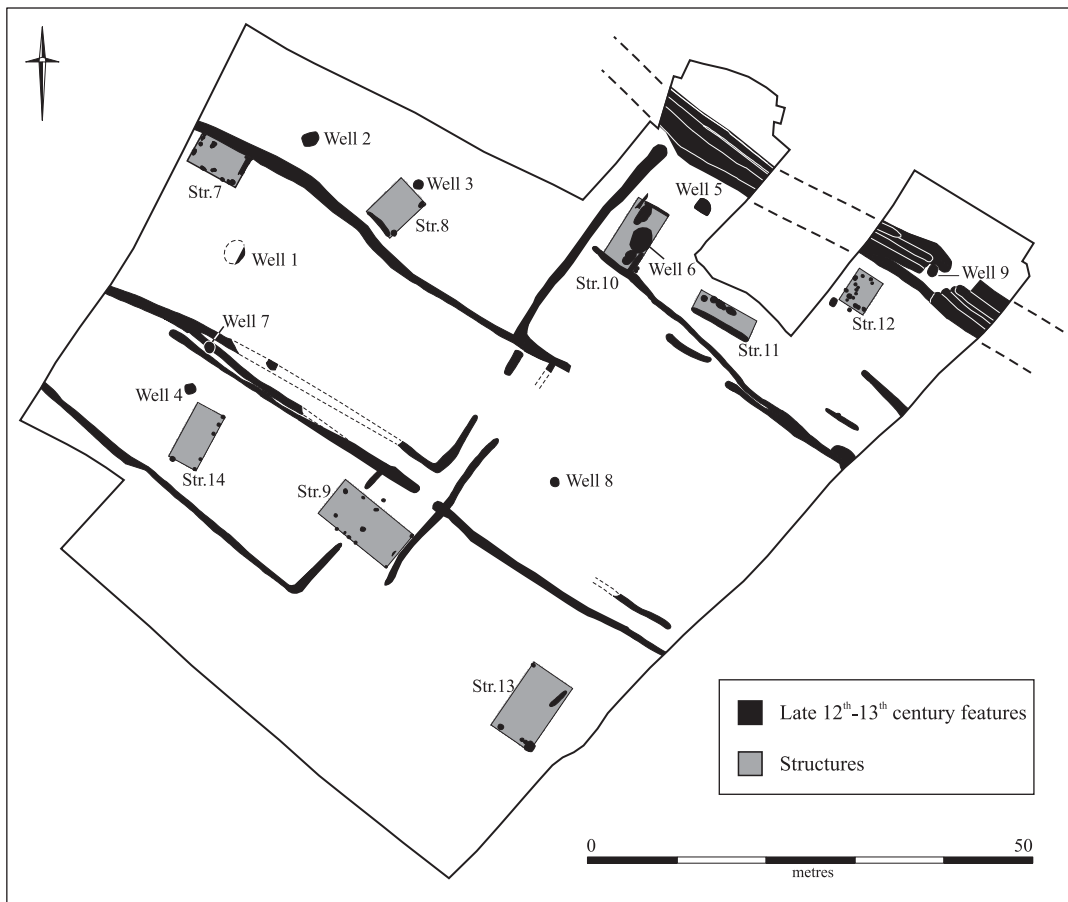 Well 2
Well 3
Str.7
Str.8
Well 5
Well 1
Well 6
Str.10
Well 9
Str.12
Str.11
Well 7
Well 4
Str.14
Str.9
Well 8
Str.13
Late 12th-13th century features
Structures
0 50
metres